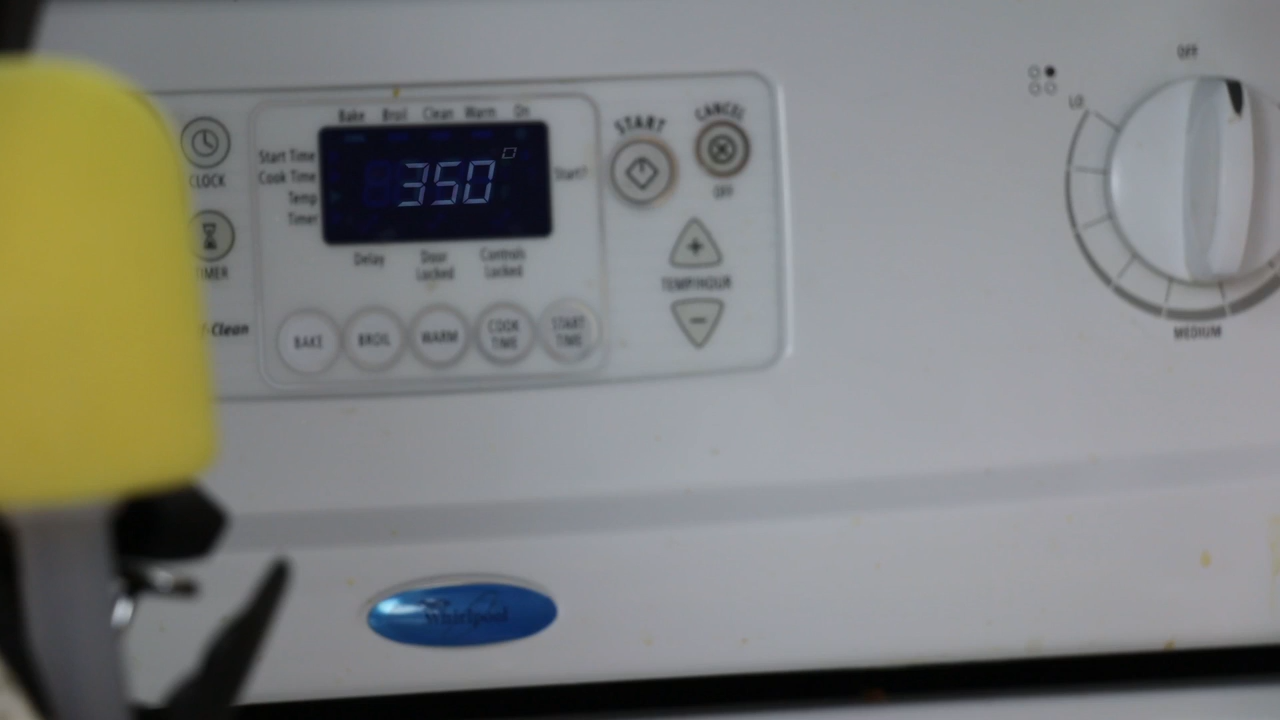 Bake Broil Clean Warm On
Start Time
Cook Time
Temp
Timer
350°
Start?
Delay
Door
Locked
Controls
Locked
CLOCK
TIMER
-Clean
BAKE
BROIL
WARM
COOK
TIME
START
TIME
START
CANCEL
OFF
TEMP/HOUR
OFF
LO
MEDIUM
Whirlpool